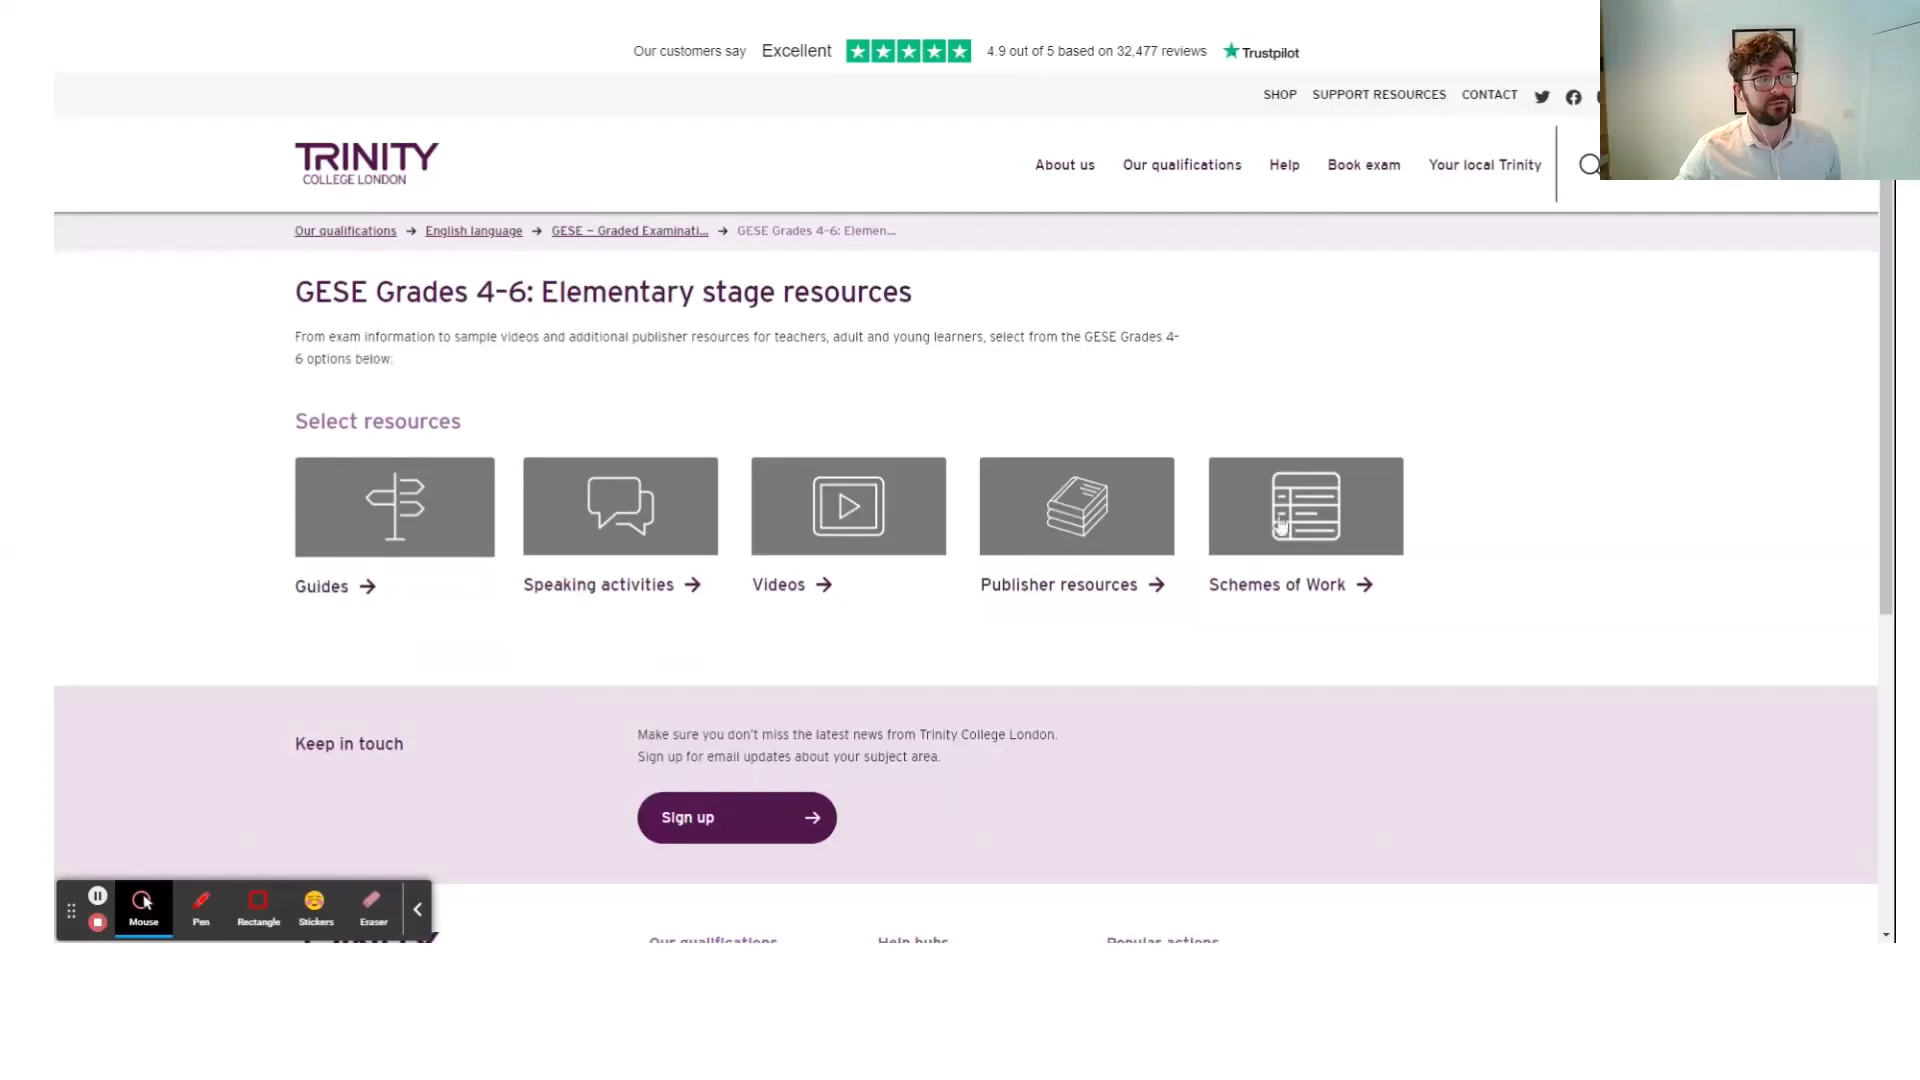 Our customers say Excellent 4.9 out of 5 based on 32,477 reviews Trustpilot
SHOP SUPPORT RESOURCES CONTACT
TRINITY
COLLEGE LONDON
About us Our qualifications Help Book exam Your local Trinity
Our qualifications → English language → GESE – Graded Examinati... → GESE Grades 4–6: Elemen...
GESE Grades 4–6: Elementary stage resources
From exam information to sample videos and additional publisher resources for teachers, adult and young learners, select from the GESE Grades 4–
6 options below:
Select resources
Guides → Speaking activities → Videos → Publisher resources → Schemes of Work →
Keep in touch
Make sure you don't miss the latest news from Trinity College London.
Sign up for email updates about your subject area.
Sign up →
Mouse Pen Rectangle Stickers Eraser
Our qualifications Help hubs Popular actions